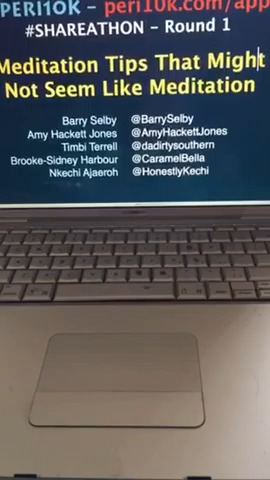 PERI10K – peri10k.com/app
#SHAREATHON - Round 1
Meditation Tips That Might
Not Seem Like Meditation
Barry Selby @BarrySelby
Amy Hackett Jones @AmyHackettJones
Timbi Terrell @dadirtysouthern
Brooke-Sidney Harbour @CaramelBella
Nkechi Ajaeroh @HonestlyKechi